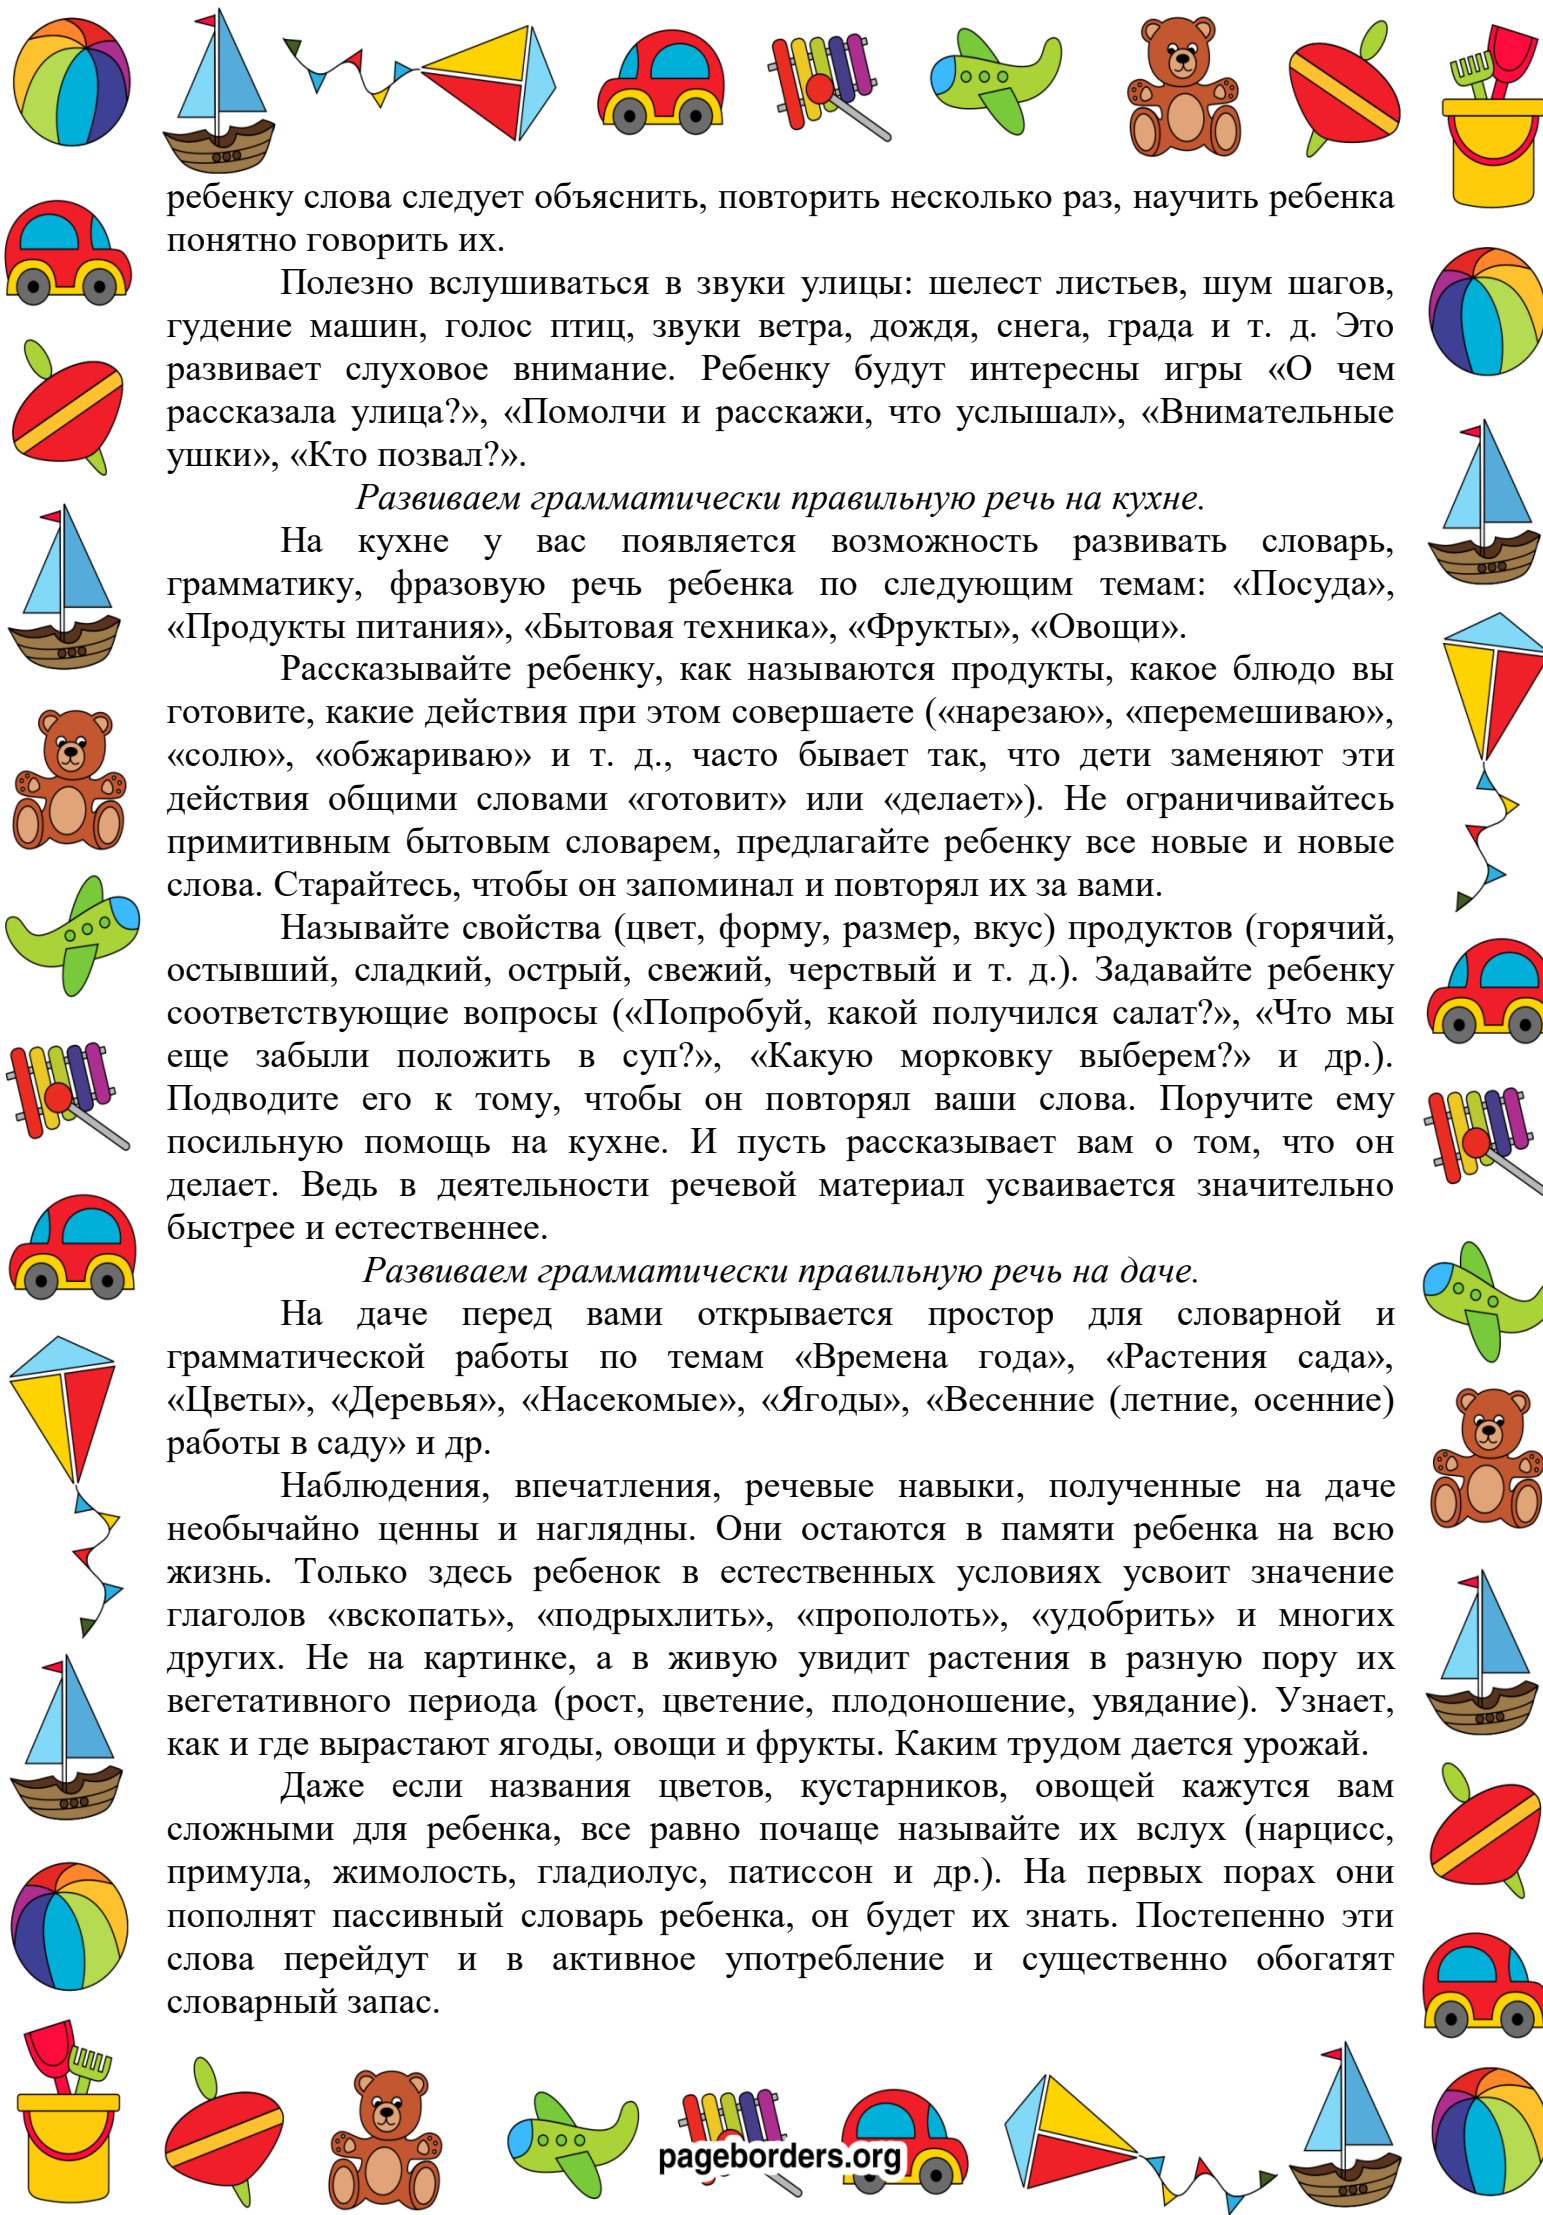 ребенку слова следует объяснить, повторить несколько раз, научить ребенка
понятно говорить их.
Полезно вслушиваться в звуки улицы: шелест листьев, шум шагов,
гудение машин, голос птиц, звуки ветра, дождя, снега, града и т. д. Это
развивает слуховое внимание. Ребенку будут интересны игры «О чем
рассказала улица?», «Помолчи и расскажи, что услышал», «Внимательные
ушки», «Кто позвал?».
Развиваем грамматически правильную речь на кухне.
На кухне у вас появляется возможность развивать словарь,
грамматику, фразовую речь ребенка по следующим темам: «Посуда»,
«Продукты питания», «Бытовая техника», «Фрукты», «Овощи».
Рассказывайте ребенку, как называются продукты, какое блюдо вы
готовите, какие действия при этом совершаете («нарезаю», «перемешиваю»,
«солю», «обжариваю» и т. д., часто бывает так, что дети заменяют эти
действия общими словами «готовит» или «делает»). Не ограничивайтесь
примитивным бытовым словарем, предлагайте ребенку все новые и новые
слова. Старайтесь, чтобы он запоминал и повторял их за вами.
Называйте свойства (цвет, форму, размер, вкус) продуктов (горячий,
остывший, сладкий, острый, свежий, черствый и т. д.). Задавайте ребенку
соответствующие вопросы («Попробуй, какой получился салат?», «Что мы
еще забыли положить в суп?», «Какую морковку выберем?» и др.).
Подводите его к тому, чтобы он повторял ваши слова. Поручите ему
посильную помощь на кухне. И пусть рассказывает вам о том, что он
делает. Ведь в деятельности речевой материал усваивается значительно
быстрее и естественнее.
Развиваем грамматически правильную речь на даче.
На даче перед вами открывается простор для словарной и
грамматической работы по темам «Времена года», «Растения сада»,
«Цветы», «Деревья», «Насекомые», «Ягоды», «Весенние (летние, осенние)
работы в саду» и др.
Наблюдения, впечатления, речевые навыки, полученные на даче
необычайно ценны и наглядны. Они остаются в памяти ребенка на всю
жизнь. Только здесь ребенок в естественных условиях усвоит значение
глаголов «вскопать», «подрыхлить», «прополоть», «удобрить» и многих
других. Не на картинке, а в живую увидит растения в разную пору их
вегетативного периода (рост, цветение, плодоношение, увядание). Узнает,
как и где вырастают ягоды, овощи и фрукты. Каким трудом дается урожай.
Даже если названия цветов, кустарников, овощей кажутся вам
сложными для ребенка, все равно почаще называйте их вслух (нарцисс,
примула, жимолость, гладиолус, патиссон и др.). На первых порах они
пополнят пассивный словарь ребенка, он будет их знать. Постепенно эти
слова перейдут и в активное употребление и существенно обогатят
словарный запас.
pageborders.org